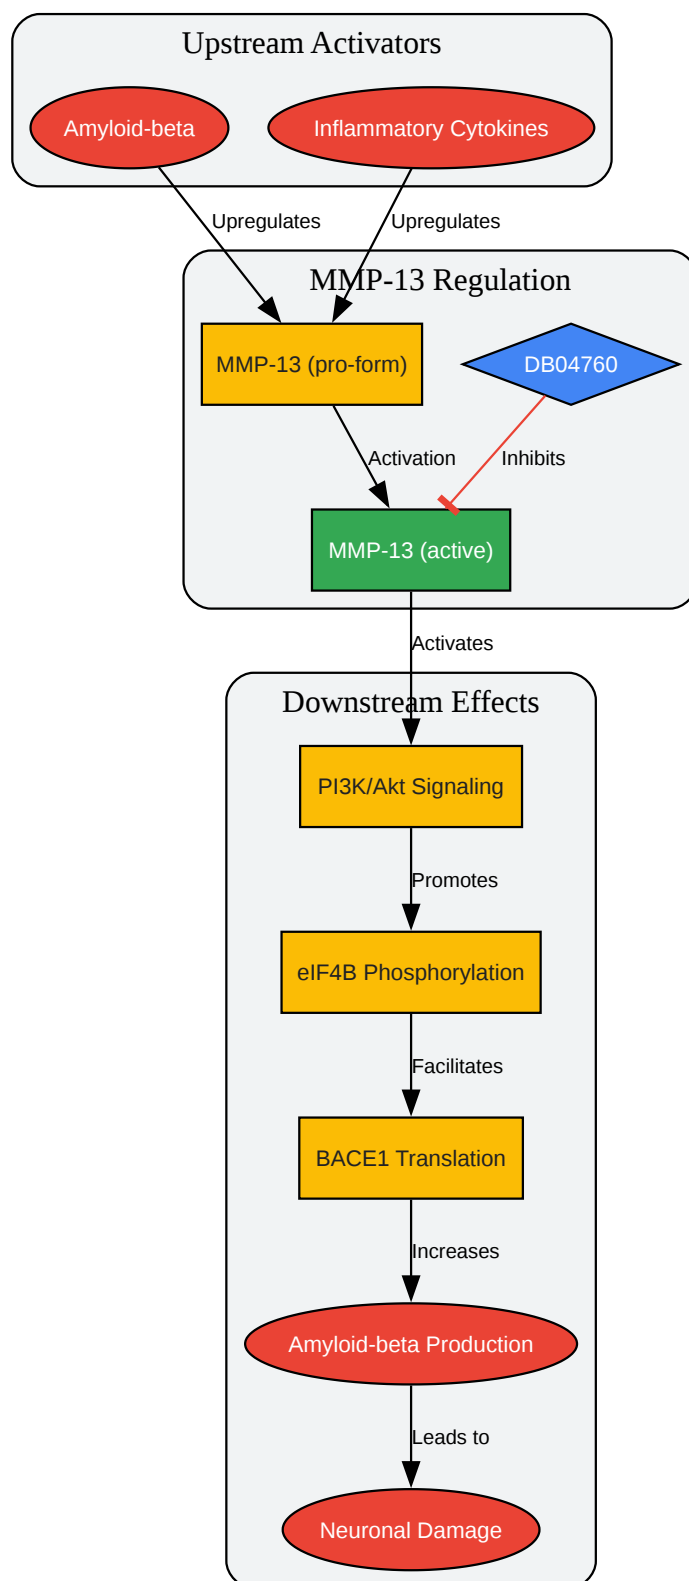 Upstream Activators
Amyloid-beta
Inflammatory Cytokines
Upregulates
Upregulates
MMP-13 Regulation
MMP-13 (pro-form)
DB04760
Activation
Inhibits
MMP-13 (active)
Activates
Downstream Effects
PI3K/Akt Signaling
Promotes
eIF4B Phosphorylation
Facilitates
BACE1 Translation
Increases
Amyloid-beta Production
Leads to
Neuronal Damage